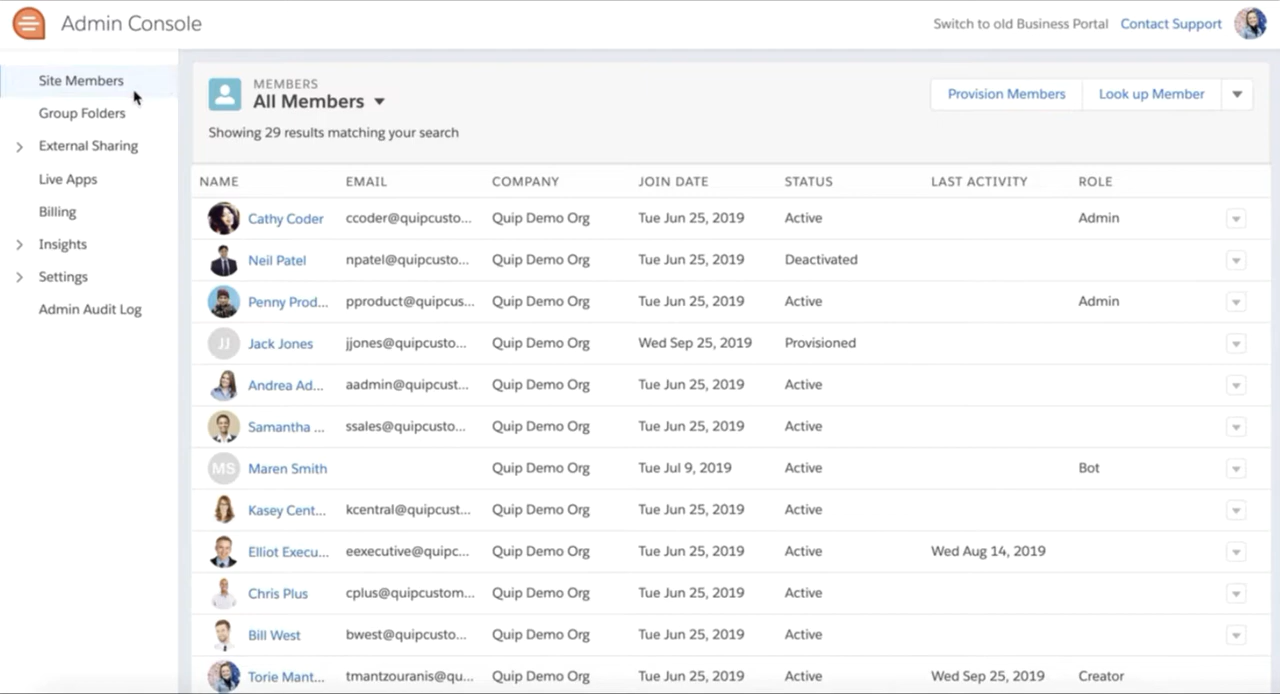 Admin Console
Switch to old Business Portal Contact Support
Site Members
Group Folders
External Sharing
Live Apps
Billing
Insights
Settings
Admin Audit Log
MEMBERS
All Members
Showing 29 results matching your search
Provision Members Look up Member
NAME EMAIL COMPANY JOIN DATE STATUS LAST ACTIVITY ROLE
Cathy Coder ccoder@quipcusto... Quip Demo Org Tue Jun 25, 2019 Active Admin
Neil Patel npatel@quipcusto... Quip Demo Org Tue Jun 25, 2019 Deactivated
Penny Prod... pproduct@quipcus... Quip Demo Org Tue Jun 25, 2019 Active Admin
JJ Jack Jones jjones@quipcusto... Quip Demo Org Wed Sep 25, 2019 Provisioned
Andrea Ad... aadmin@quipcust... Quip Demo Org Tue Jun 25, 2019 Active
Samantha ... ssales@quipcusto... Quip Demo Org Tue Jun 25, 2019 Active
MS Maren Smith Quip Demo Org Tue Jul 9, 2019 Active Bot
Kasey Cent... kcentral@quipcust... Quip Demo Org Tue Jun 25, 2019 Active
Elliot Execu... eexecutive@quipc... Quip Demo Org Tue Jun 25, 2019 Active Wed Aug 14, 2019
Chris Plus cplus@quipcustom... Quip Demo Org Tue Jun 25, 2019 Active
Bill West bwest@quipcusto... Quip Demo Org Tue Jun 25, 2019 Active
Torie Mant... tmantzouranis@qu... Quip Demo Org Tue Jun 25, 2019 Active Wed Sep 25, 2019 Creator